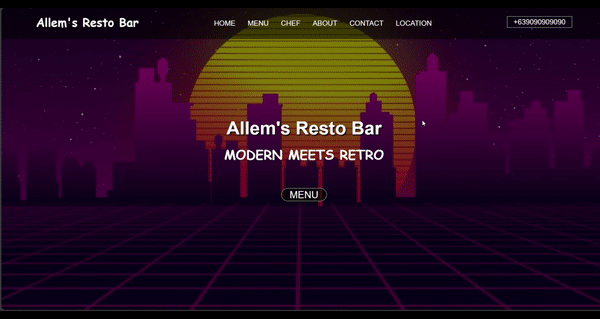 Allem's Resto Bar
HOME MENU CHEF ABOUT CONTACT LOCATION
+639090909090
Allem's Resto Bar
MODERN MEETS RETRO
MENU